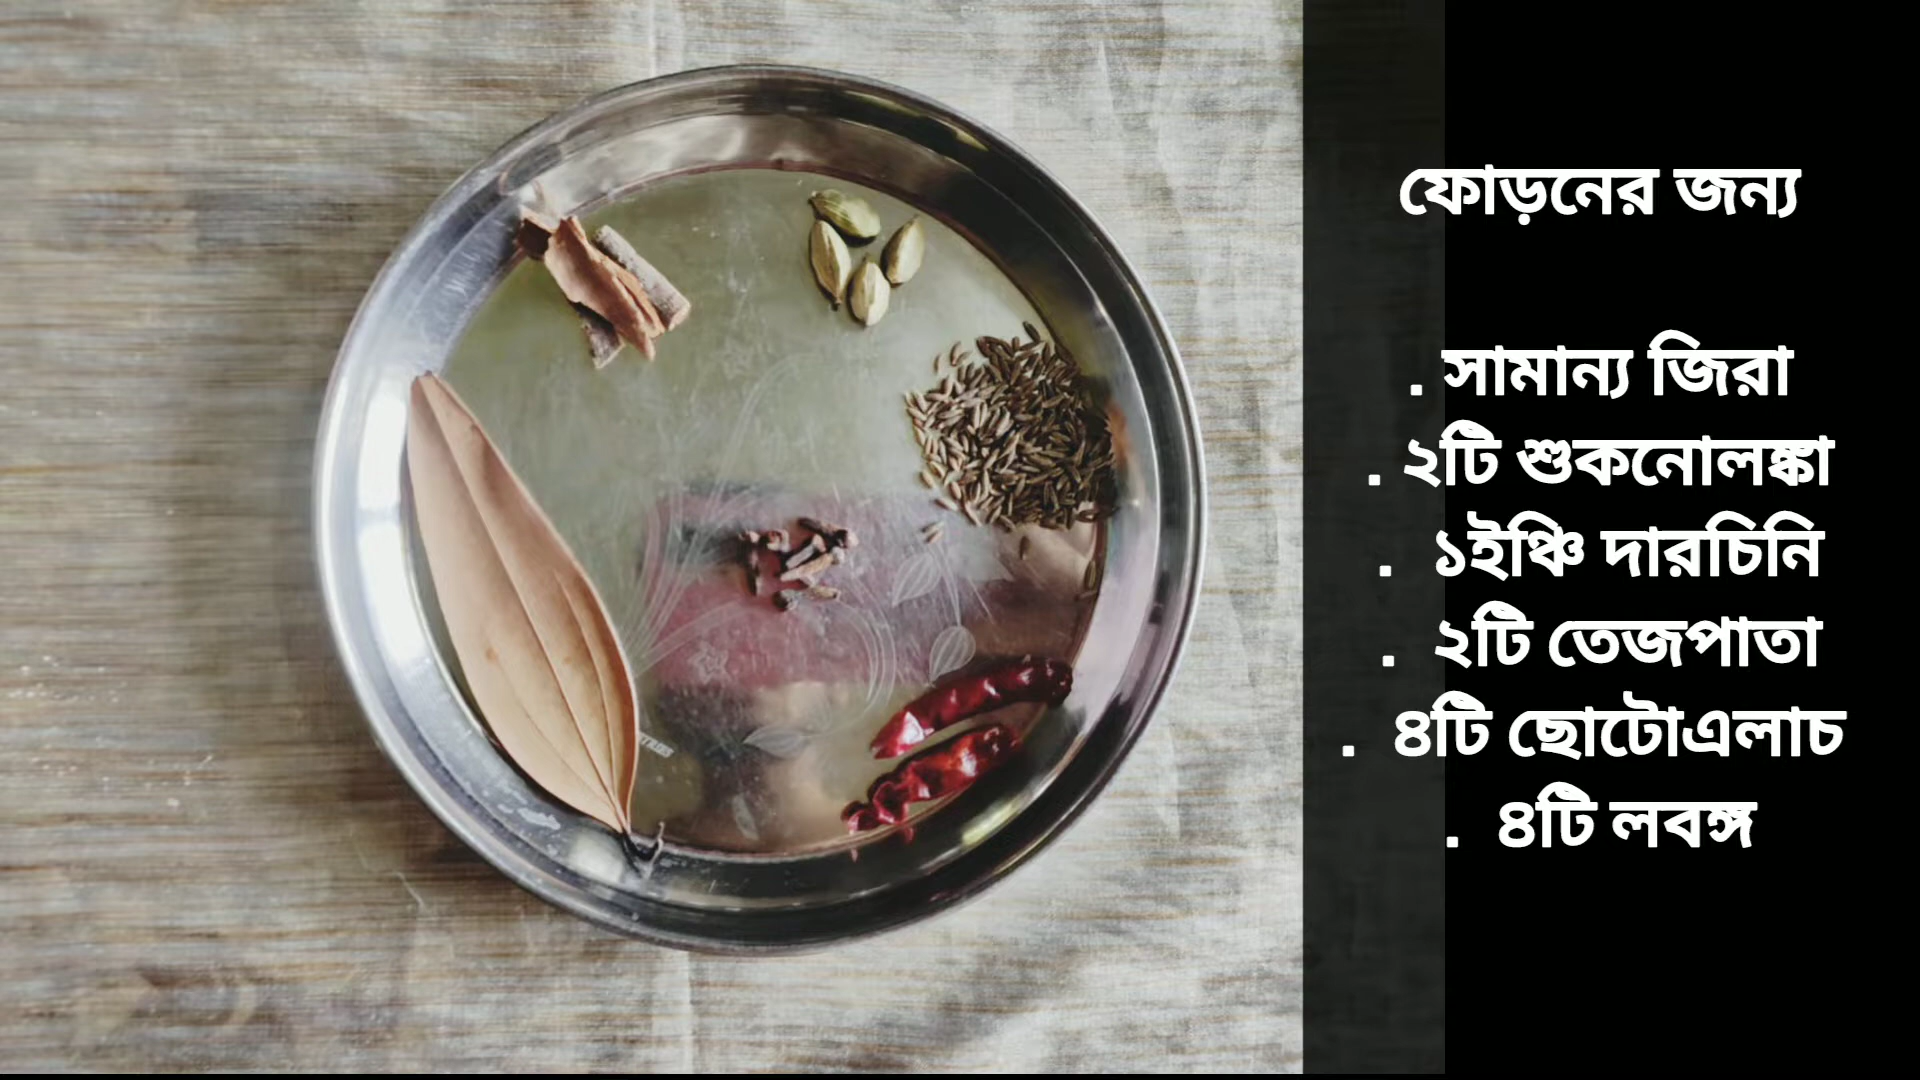 ফোড়নের জন্য
. সামান্য জিরা
. ২টি শুকনোলঙ্কা
. ১ইঞ্চি দারচিনি
. ২টি তেজপাতা
. ৪টি ছোটোএলাচ
. ৪টি লবঙ্গ